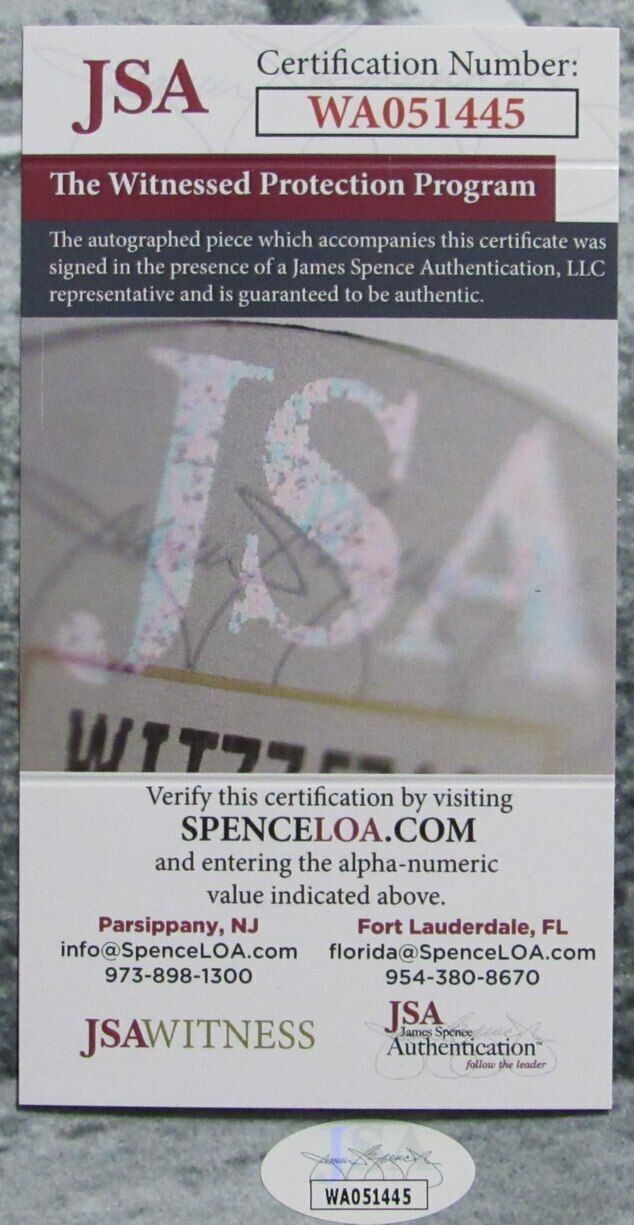 JSA
Certification Number:
WA051445
The Witnessed Protection Program
The autographed piece which accompanies this certificate was
signed in the presence of a James Spence Authentication, LLC
representative and is guaranteed to be authentic.
JSA
Verify this certification by visiting
SPENCELOA.COM
and entering the alpha-numeric
value indicated above.
Parsippany, NJ
info@SpenceLOA.com
973-898-1300
Fort Lauderdale, FL
florida@SpenceLOA.com
954-380-8670
JSAWITNESS
JSA
James Spence
Authentication™
follow the leader
JSA
WA051445